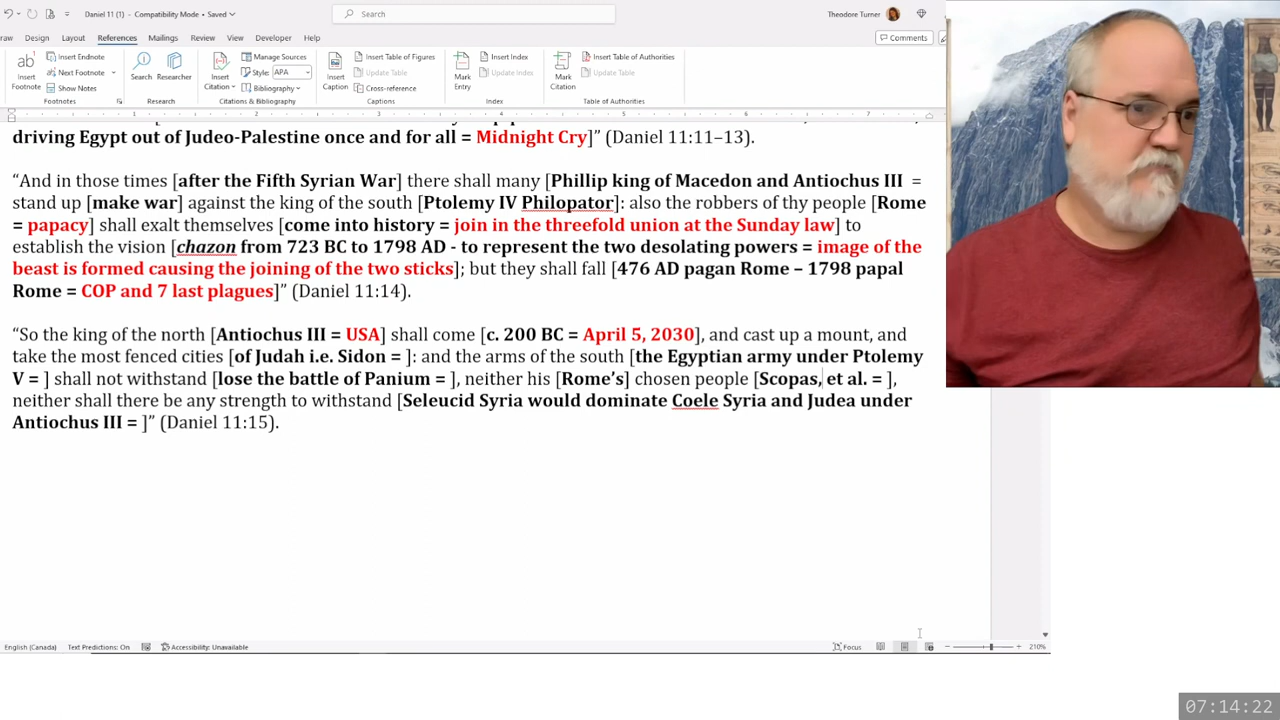 Daniel 11 (1) - Compatibility Mode • Saved
Search
Theodore Turner
raw Design Layout References Mailings Review View Developer Help
Comments
ab
Insert Footnote
Insert Endnote
Next Footnote
Show Notes
Footnotes
Search
Researcher
Research
Insert Citation
Manage Sources
Style: APA
Bibliography
Citations & Bibliography
Insert Caption
Insert Table of Figures
Update Table
Cross-reference
Captions
Mark Entry
Insert Index
Update Index
Index
Mark Citation
Insert Table of Authorities
Update Table
Table of Authorities
driving Egypt out of Judeo-Palestine once and for all = Midnight Cry]” (Daniel 11:11–13).
“And in those times [after the Fifth Syrian War] there shall many [Phillip king of Macedon and Antiochus III =
stand up [make war] against the king of the south [Ptolemy IV Philopator]: also the robbers of thy people [Rome
= papacy] shall exalt themselves [come into history = join in the threefold union at the Sunday law] to
establish the vision [chazon from 723 BC to 1798 AD - to represent the two desolating powers = image of the
beast is formed causing the joining of the two sticks]; but they shall fall [476 AD pagan Rome – 1798 papal
Rome = COP and 7 last plagues]” (Daniel 11:14).
“So the king of the north [Antiochus III = USA] shall come [c. 200 BC = April 5, 2030], and cast up a mount, and
take the most fenced cities [of Judah i.e. Sidon = ]: and the arms of the south [the Egyptian army under Ptolemy
V = ] shall not withstand [lose the battle of Panium = ], neither his [Rome’s] chosen people [Scopas, et al. = ],
neither shall there be any strength to withstand [Seleucid Syria would dominate Coele Syria and Judea under
Antiochus III = ]” (Daniel 11:15).
English (Canada) Text Predictions: On Accessibility: Unavailable
Focus
210%
07:14:22